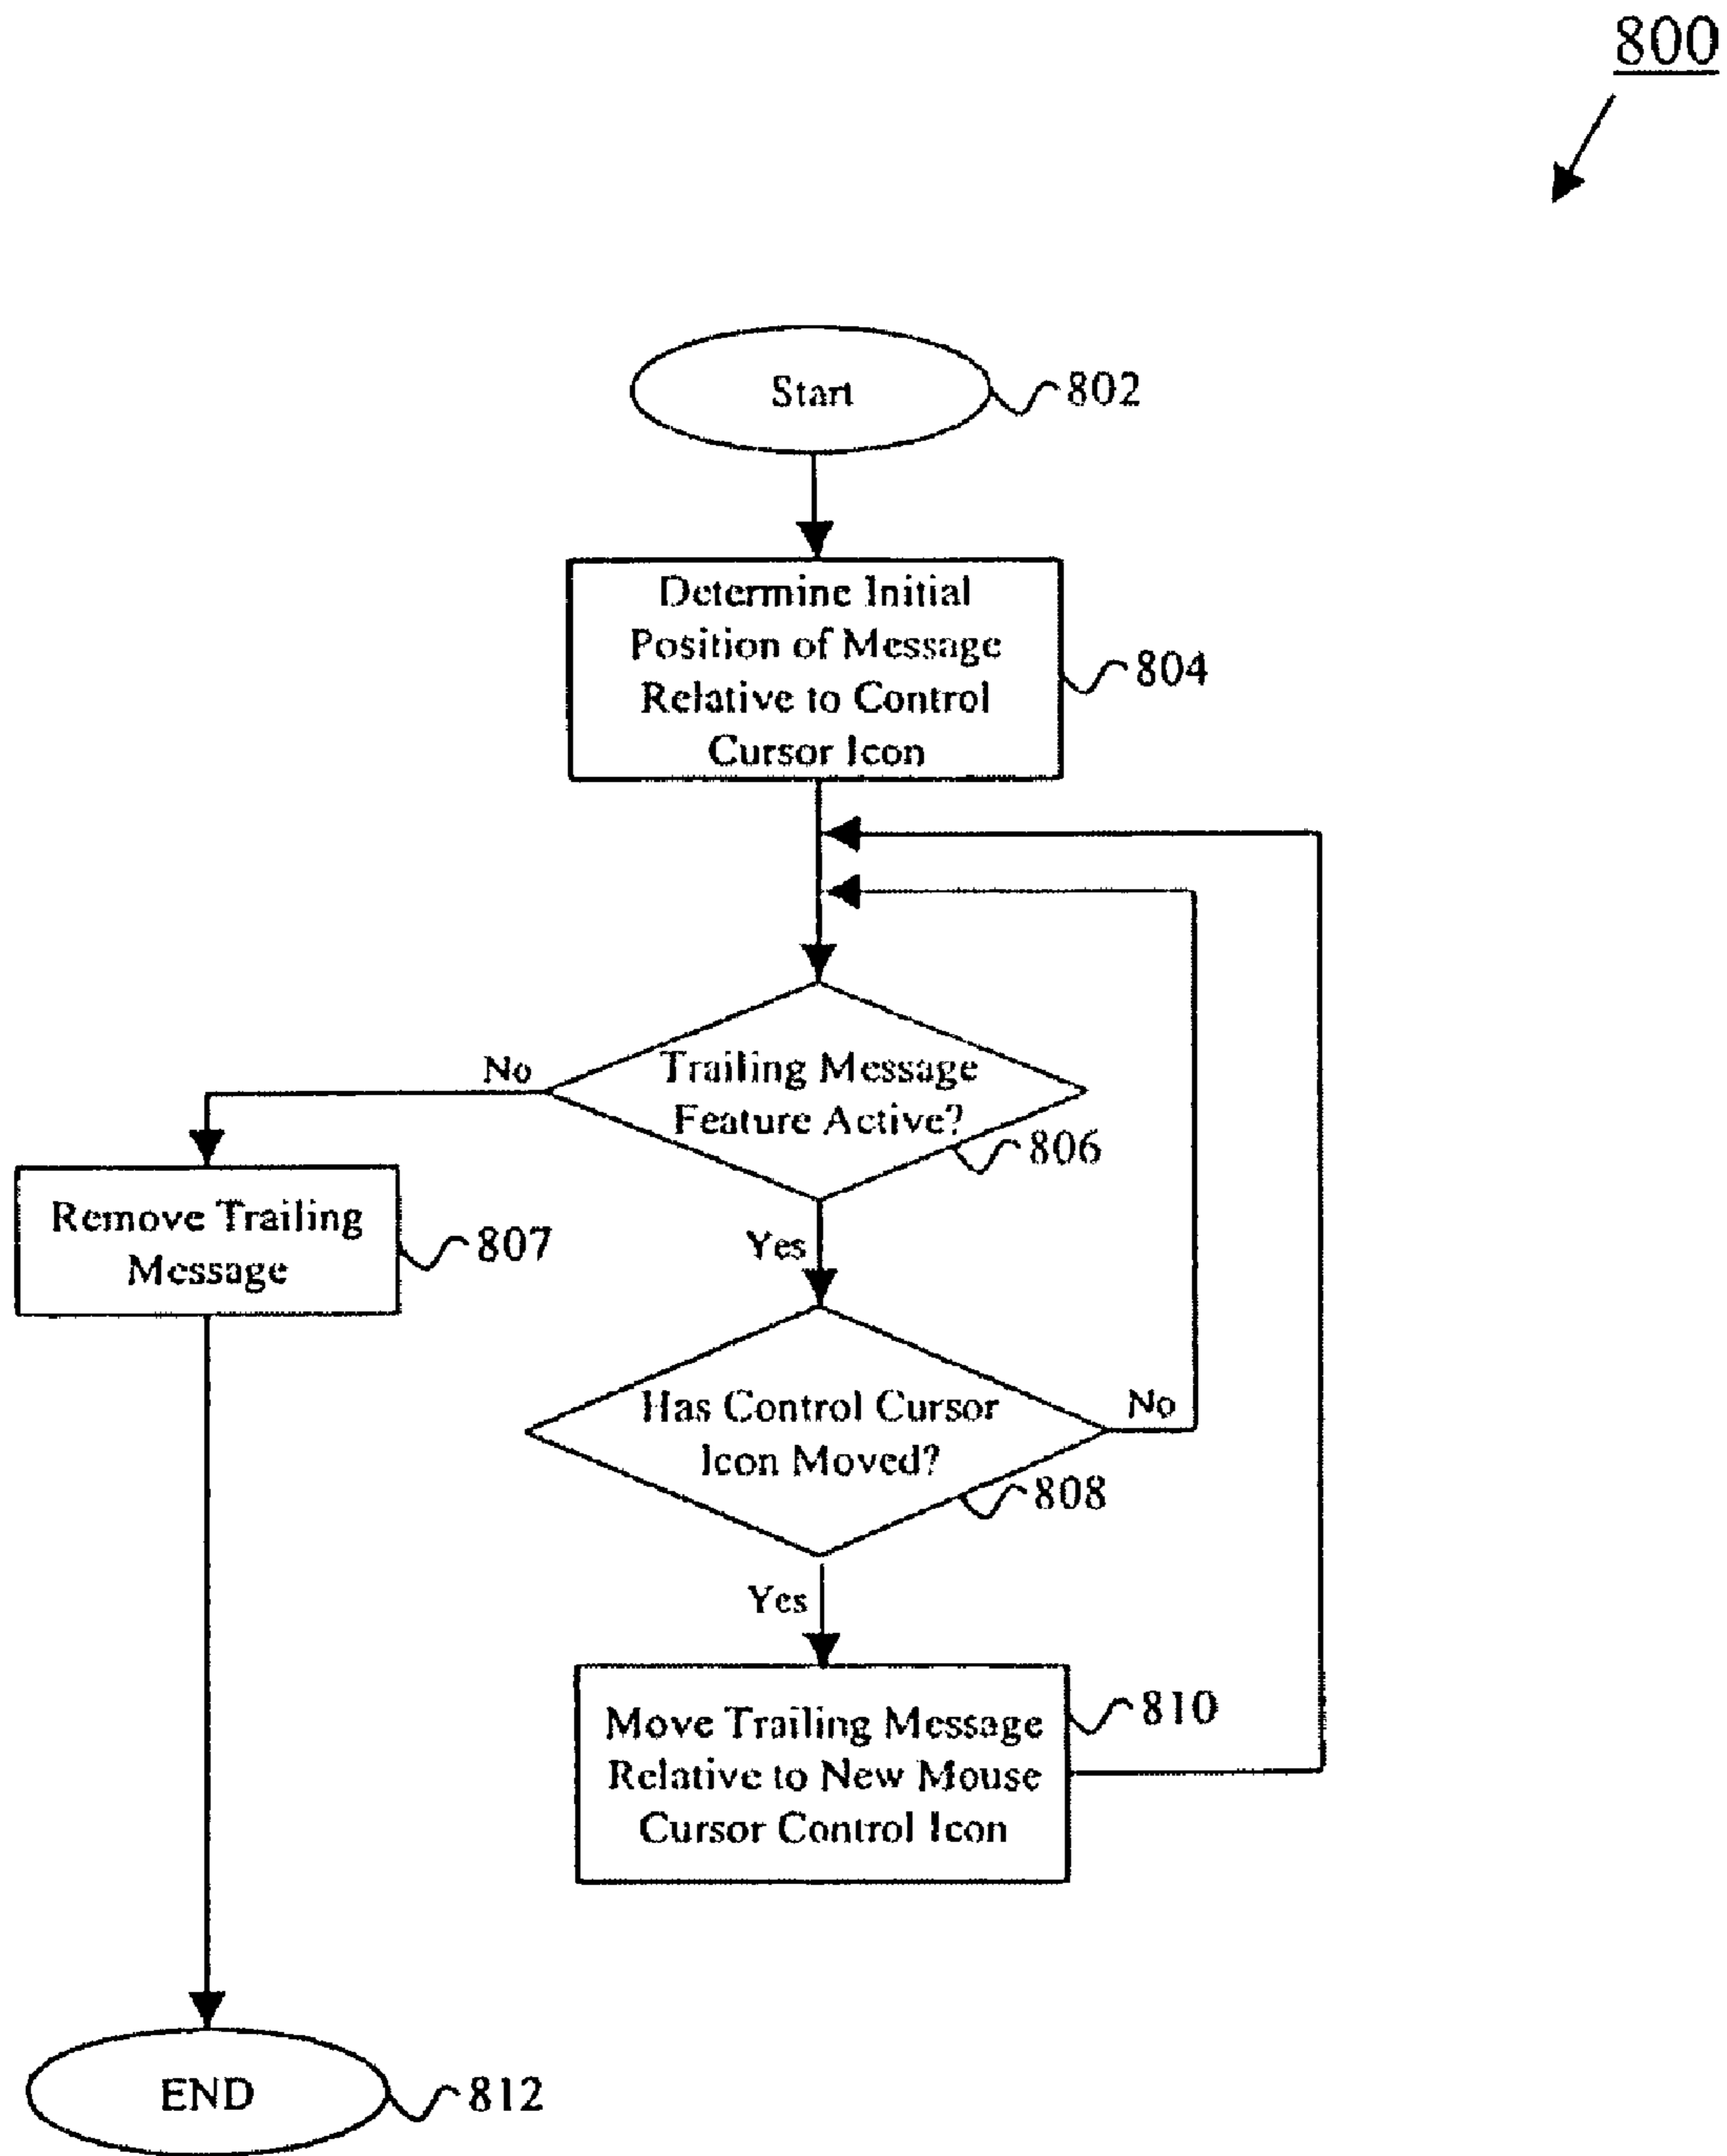 800
Start
802
Determine Initial
Position of Message
Relative to Control
Cursor Icon
804
No
Trailing Message
Feature Active?
806
Remove Trailing
Message
807
Yes
Has Control Cursor
Icon Moved?
No
808
Yes
Move Trailing Message
Relative to New Mouse
Cursor Control Icon
810
END
812